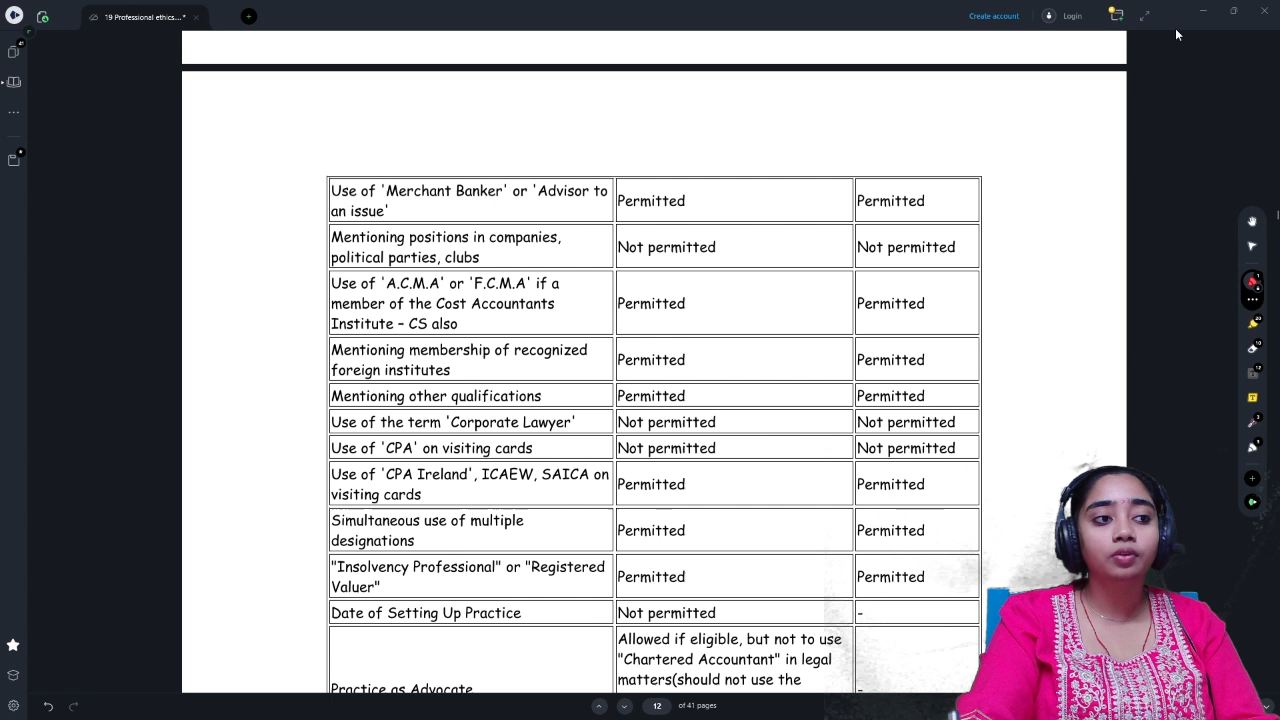 19 Professional ethics....*
Create account
Login
Use of 'Merchant Banker' or 'Advisor to
an issue'
Permitted
Permitted
Mentioning positions in companies,
political parties, clubs
Not permitted
Not permitted
Use of 'A.C.M.A' or 'F.C.M.A' if a
member of the Cost Accountants
Institute – CS also
Permitted
Permitted
Mentioning membership of recognized
foreign institutes
Permitted
Permitted
Mentioning other qualifications
Permitted
Permitted
Use of the term 'Corporate Lawyer'
Not permitted
Not permitted
Use of 'CPA' on visiting cards
Not permitted
Not permitted
Use of 'CPA Ireland', ICAEW, SAICA on
visiting cards
Permitted
Permitted
Simultaneous use of multiple
designations
Permitted
Permitted
"Insolvency Professional" or "Registered
Valuer"
Permitted
Permitted
Date of Setting Up Practice
Not permitted
-
Practice as Advocate
Allowed if eligible, but not to use
"Chartered Accountant" in legal
matters(should not use the
-
12
of 41 pages